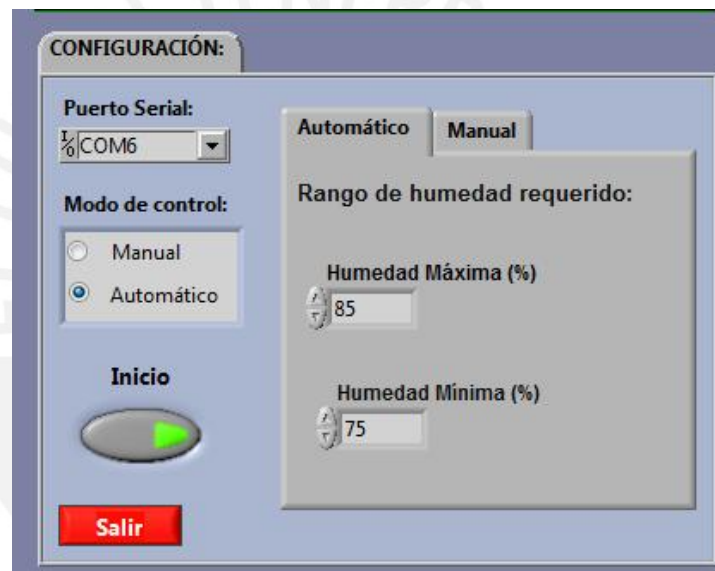 CONFIGURACIÓN:
Puerto Serial:
COM6
Modo de control:
Manual
Automático
Inicio
Salir
Automático
Manual
Rango de humedad requerido:
Humedad Máxima (%)
85
Humedad Mínima (%)
75